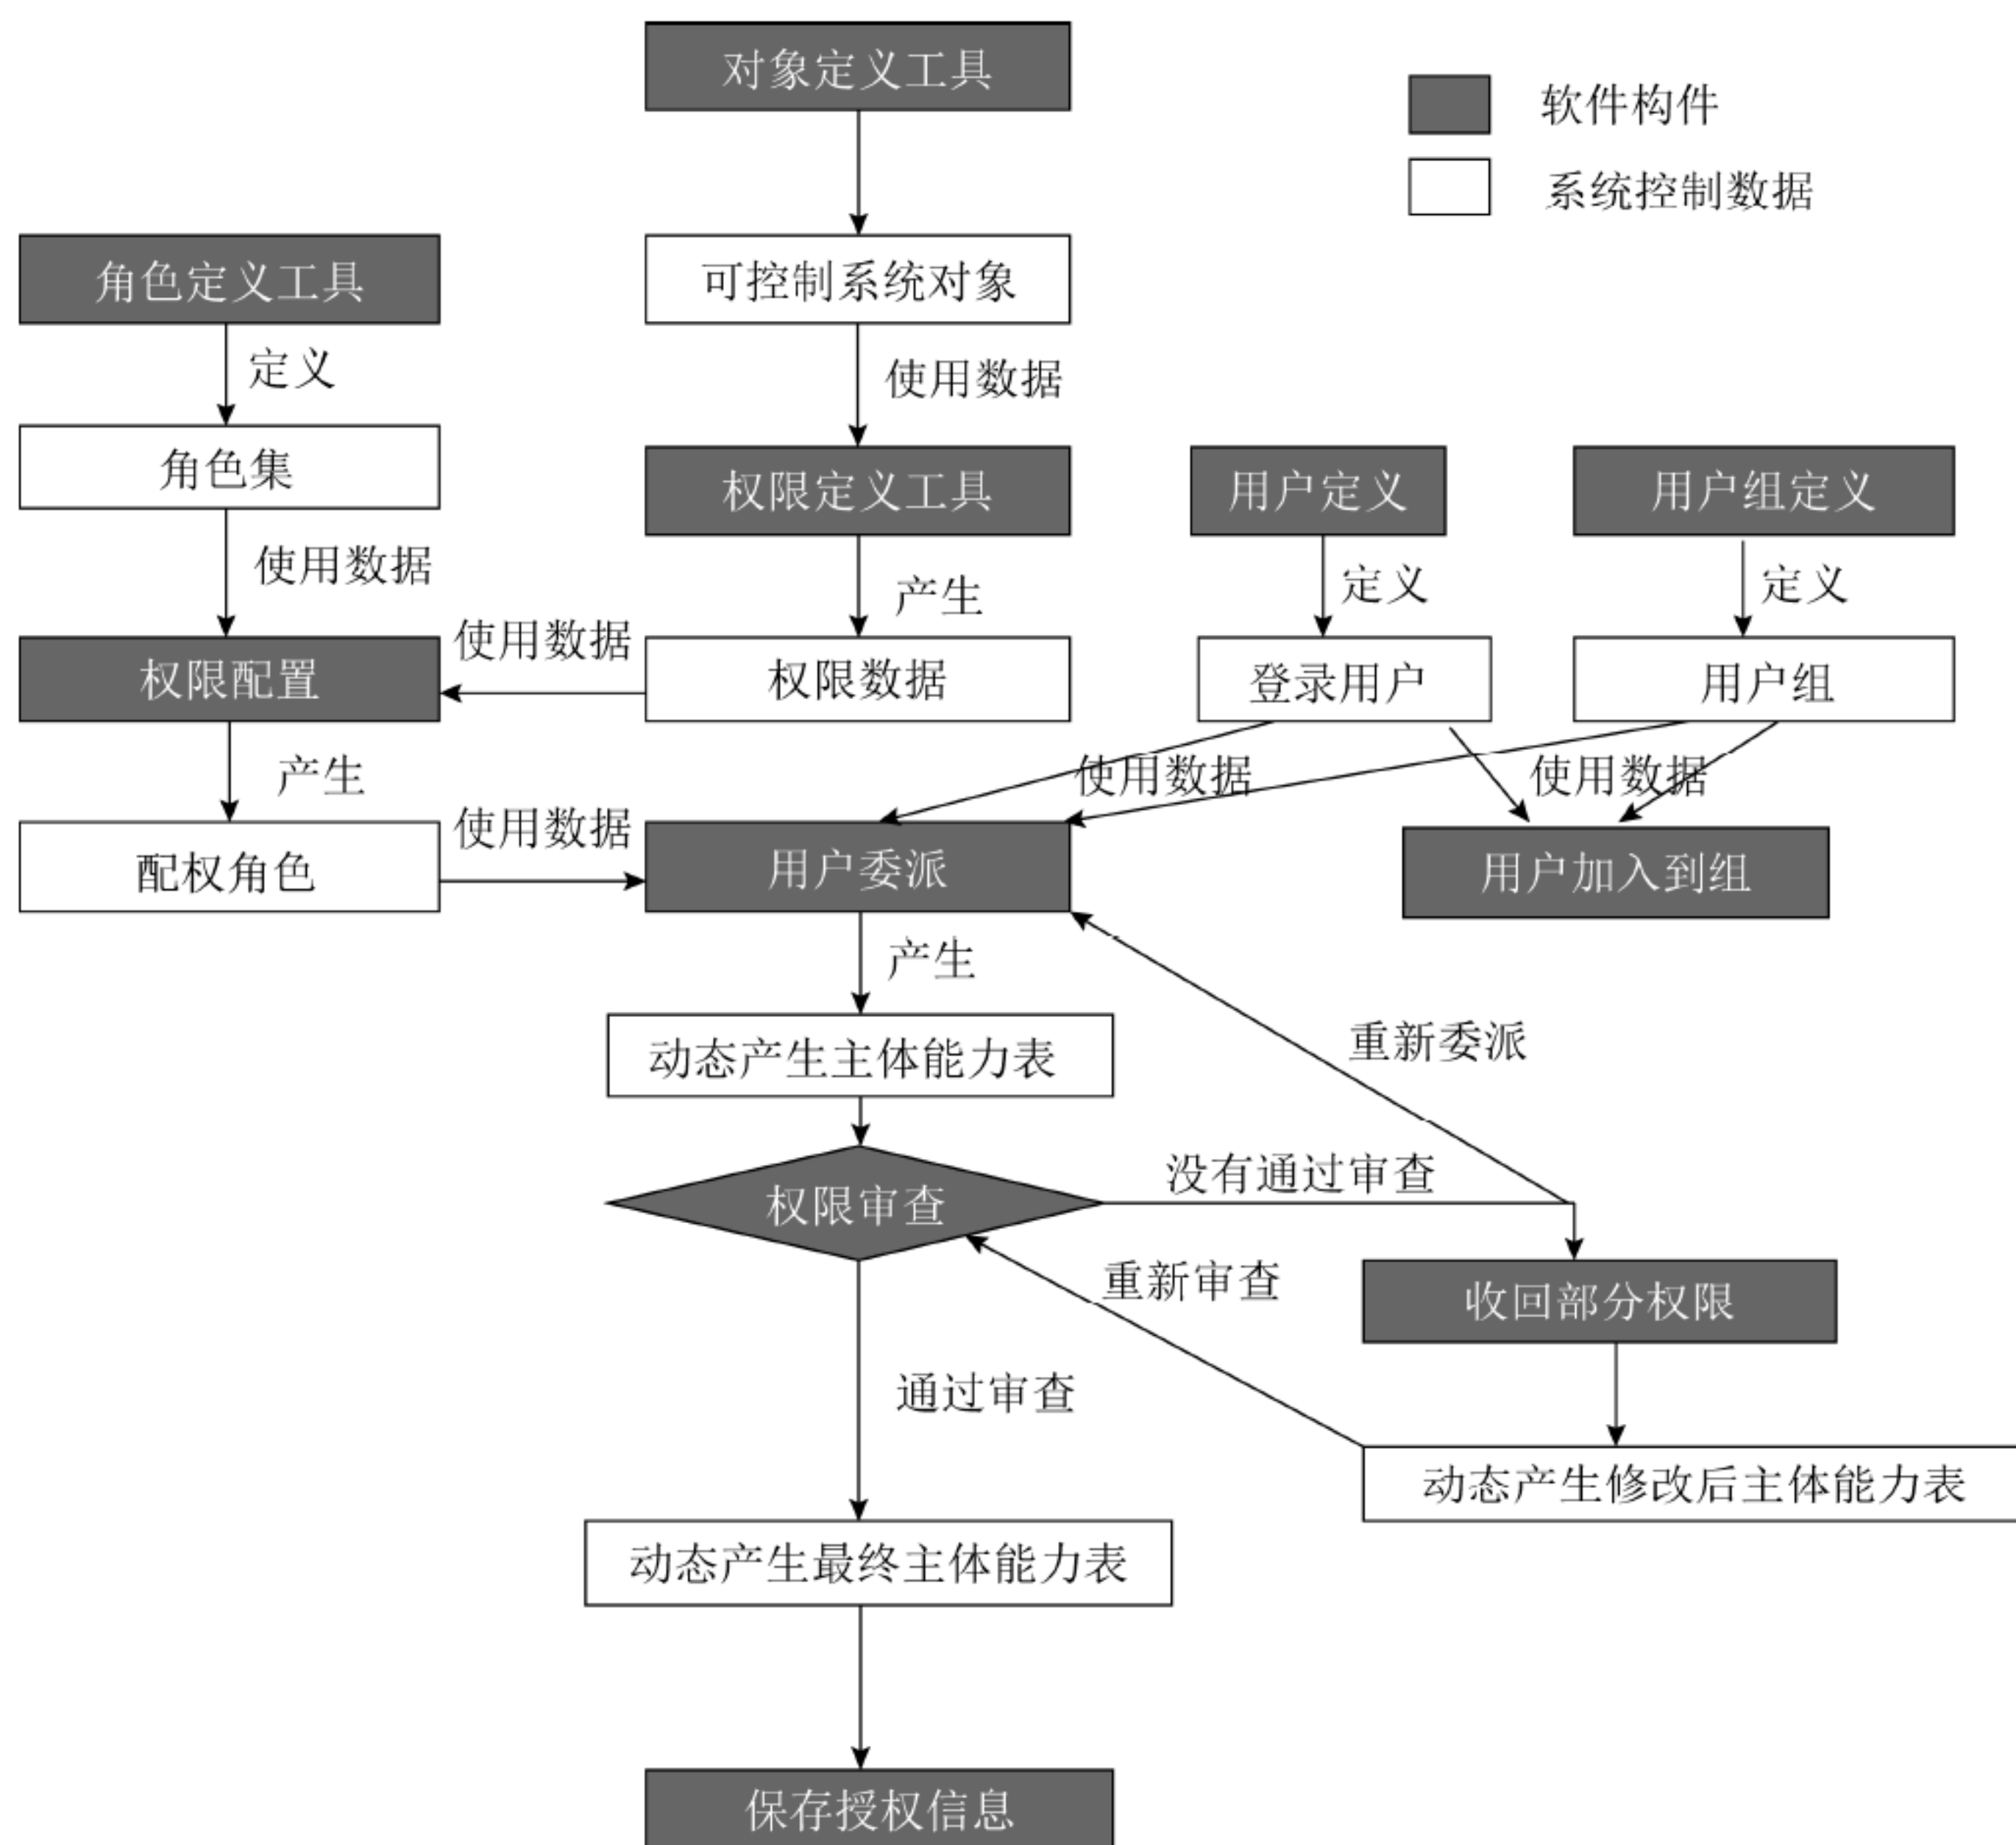 对象定义工具
软件构件
系统控制数据
角色定义工具
可控制系统对象
定义
使用数据
角色集
权限定义工具
用户定义
用户组定义
使用数据
产生
定义
定义
使用数据
权限配置
权限数据
登录用户
用户组
产生
使用数据
使用数据
使用数据
配权角色
用户委派
用户加入到组
产生
重新委派
动态产生主体能力表
没有通过审查
权限审查
重新审查
收回部分权限
通过审查
动态产生修改后主体能力表
动态产生最终主体能力表
保存授权信息